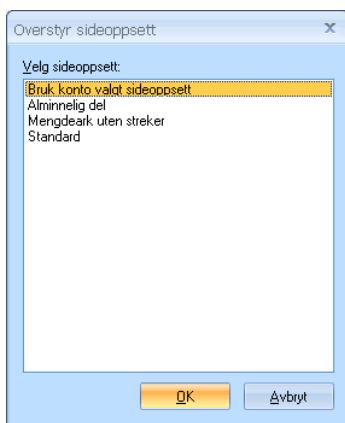 Overstyr sideoppsett
Velg sideoppsett:
Bruk konto valgt sideoppsett
Alminnelig del
Mengdeark uten streker
Standard
OK
Avbryt